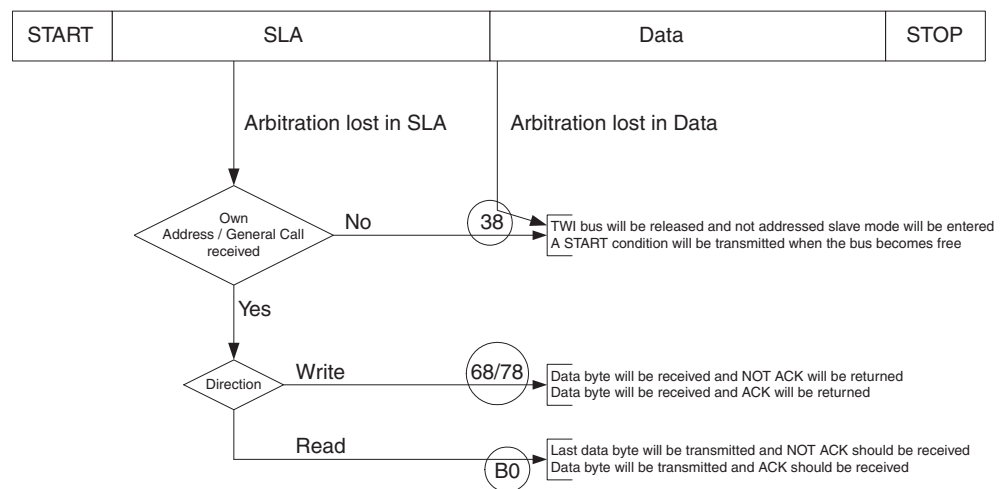 START SLA Data STOP
Arbitration lost in SLA Arbitration lost in Data
Own
Address / General Call
received
No
38
TWI bus will be released and not addressed slave mode will be entered
A START condition will be transmitted when the bus becomes free
Yes
Direction
Write
68/78
Data byte will be received and NOT ACK will be returned
Data byte will be received and ACK will be returned
Read
B0
Last data byte will be transmitted and NOT ACK should be received
Data byte will be transmitted and ACK should be received